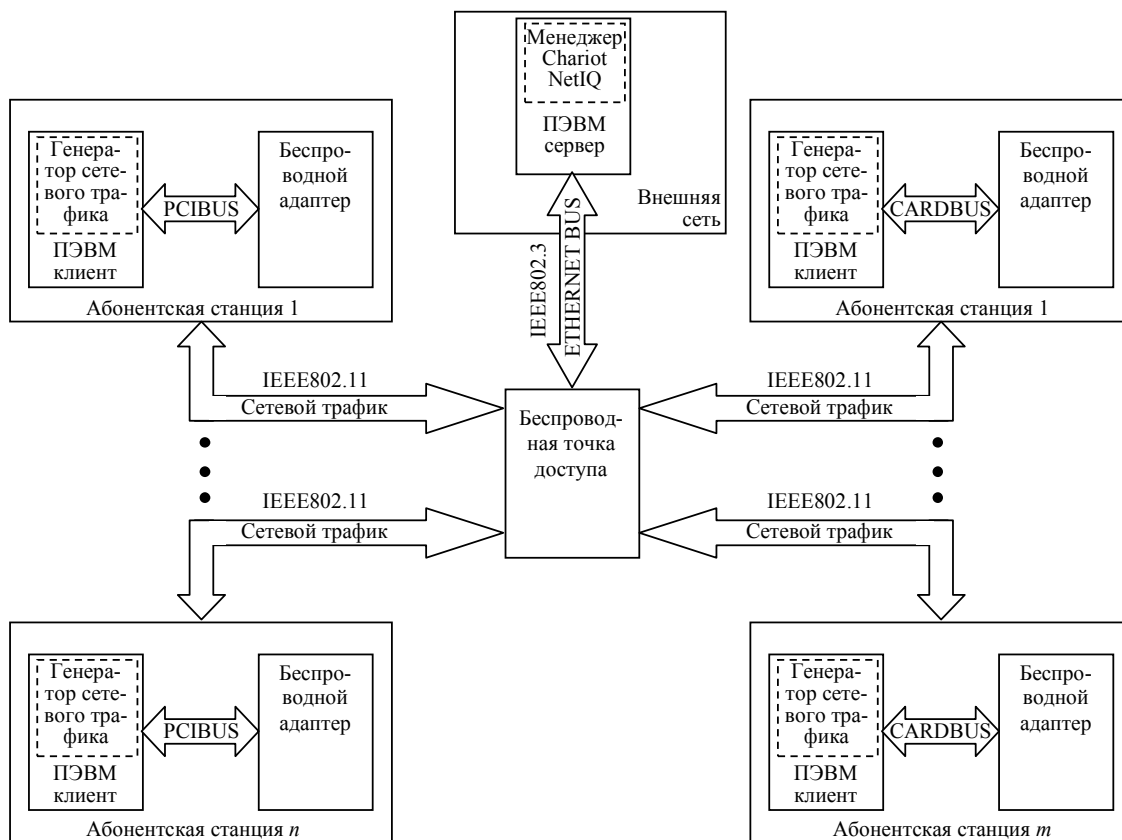 Менеджер
Chariot
NetIQ
ПЭВМ
сервер
Внешняя
сеть
IEEE802.3
ETHERNET BUS
Генера-
тор сете-
вого тра-
фика
ПЭВМ
клиент
PCIBUS
Беспро-
водной
адаптер
Абонентская станция 1
Генера-
тор сете-
вого тра-
фика
ПЭВМ
клиент
CARDBUS
Беспро-
водной
адаптер
Абонентская станция 1
IEEE802.11
Сетевой трафик
Беспровод-
ная точка
доступа
IEEE802.11
Сетевой трафик
IEEE802.11
Сетевой трафик
IEEE802.11
Сетевой трафик
Генера-
тор сете-
вого тра-
фика
ПЭВМ
клиент
PCIBUS
Беспро-
водной
адаптер
Абонентская станция n
Генера-
тор сете-
вого тра-
фика
ПЭВМ
клиент
CARDBUS
Беспро-
водной
адаптер
Абонентская станция m